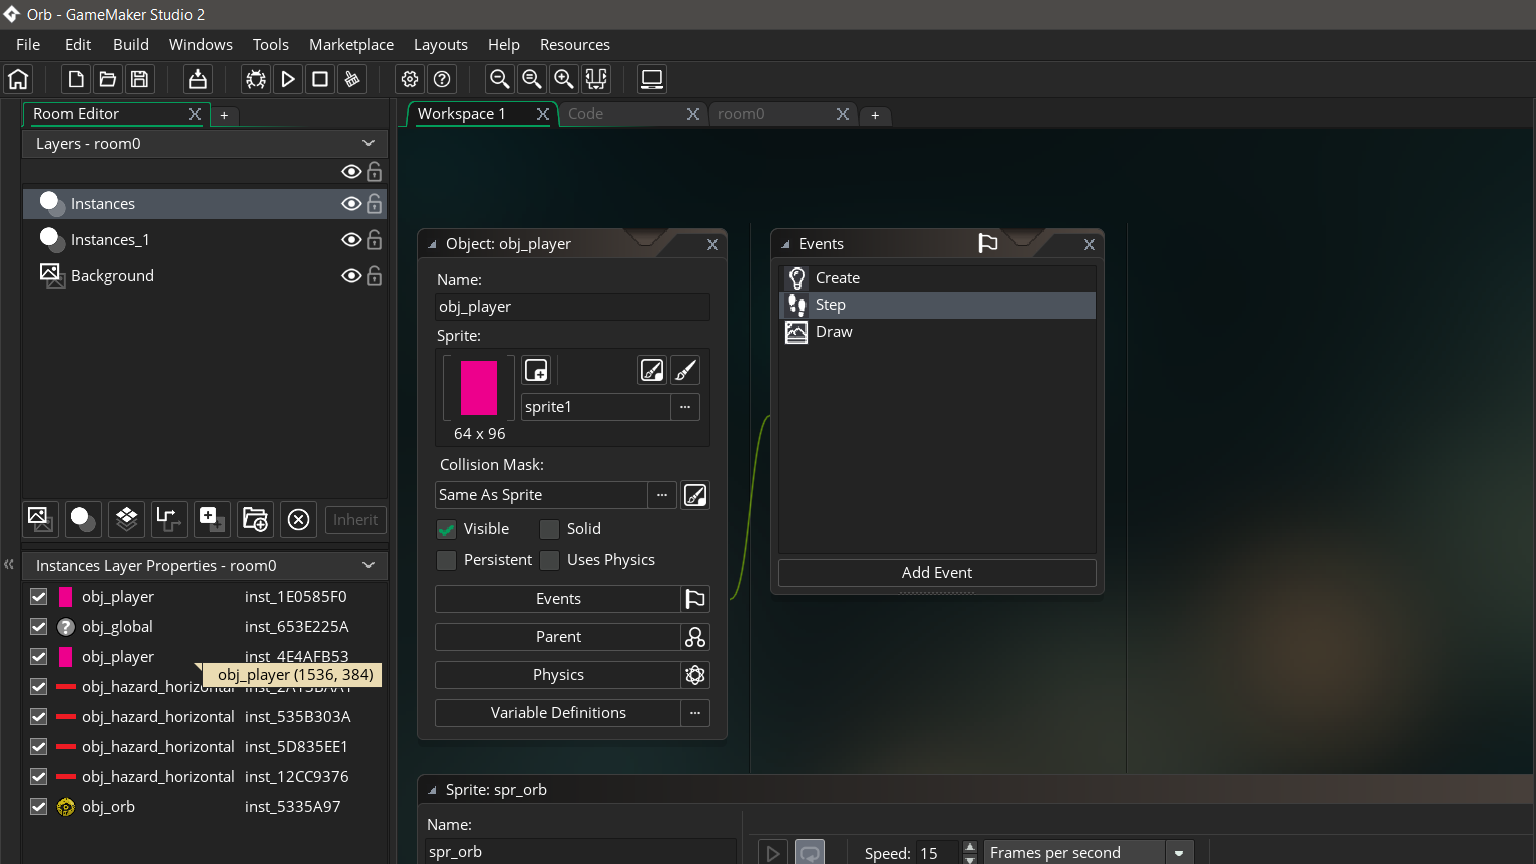 Orb - GameMaker Studio 2
File Edit Build Windows Tools Marketplace Layouts Help Resources
Room Editor
+
Workspace 1
Code
room0
+
Layers - room0
Instances
Instances_1
Background
Inherit
Instances Layer Properties - room0
obj_player inst_1E0585F0
obj_global inst_653E225A
obj_player inst_4E4AFB53
obj_player (1536, 384)
obj_hazard_horizontal
obj_hazard_horizontal inst_535B303A
obj_hazard_horizontal inst_5D835EE1
obj_hazard_horizontal inst_12CC9376
obj_orb inst_5335A97
Object: obj_player
Name:
obj_player
Sprite:
sprite1
...
64 x 96
Collision Mask:
Same As Sprite
...
Visible Solid
Persistent Uses Physics
Events
Parent
Physics
Variable Definitions
...
Events
Create
Step
Draw
Add Event
Sprite: spr_orb
Name:
spr_orb
Speed: 15 Frames per second